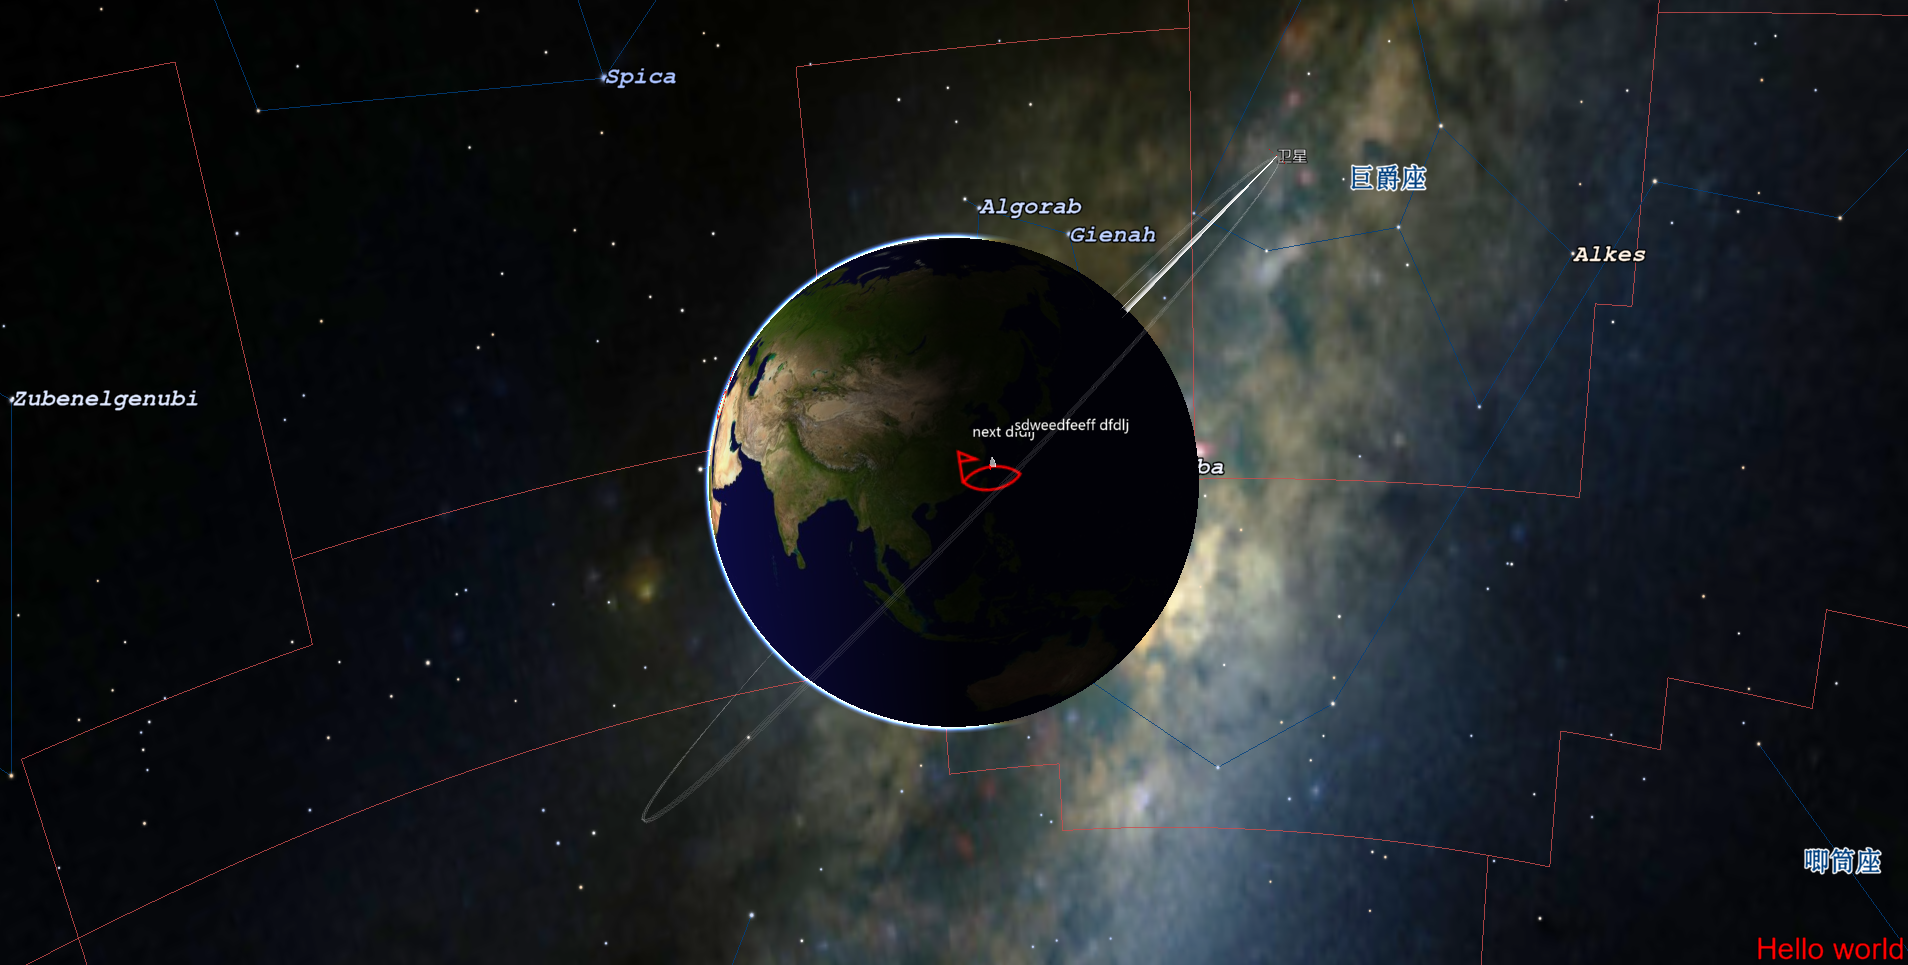 Spica
卫星
巨爵座
Algorab
Gienah
Alkes
Zubenelgenubi
sdweedfeeff dfdlj
next dfdlj
ba
唧筒座
Hello world